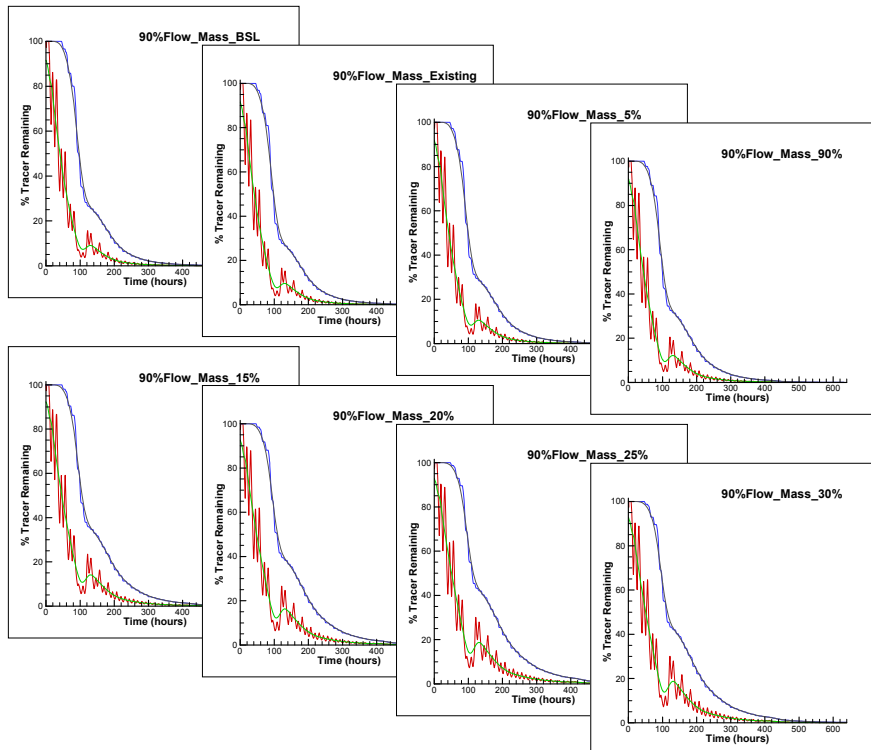 90%Flow_Mass_BSL
% Tracer Remaining
100
80
60
40
20
0
0 100 200 300 400
Time (hours)
90%Flow_Mass_Existing
% Tracer Remaining
100
80
60
40
20
0
0 100 200 300 400
Time (hours)
90%Flow_Mass_5%
% Tracer Remaining
100
80
60
40
20
0
0 100 200 300 400
Time (hours)
90%Flow_Mass_90%
% Tracer Remaining
100
80
60
40
20
0
0 100 200 300 400 500 600
Time (hours)
90%Flow_Mass_15%
% Tracer Remaining
100
80
60
40
20
0
0 100 200 300 400
Time (hours)
90%Flow_Mass_20%
% Tracer Remaining
100
80
60
40
20
0
0 100 200 300 400
Time (hours)
90%Flow_Mass_25%
% Tracer Remaining
100
80
60
40
20
0
0 100 200 300 400
Time (hours)
90%Flow_Mass_30%
% Tracer Remaining
100
80
60
40
20
0
0 100 200 300 400 500 600
Time (hours)